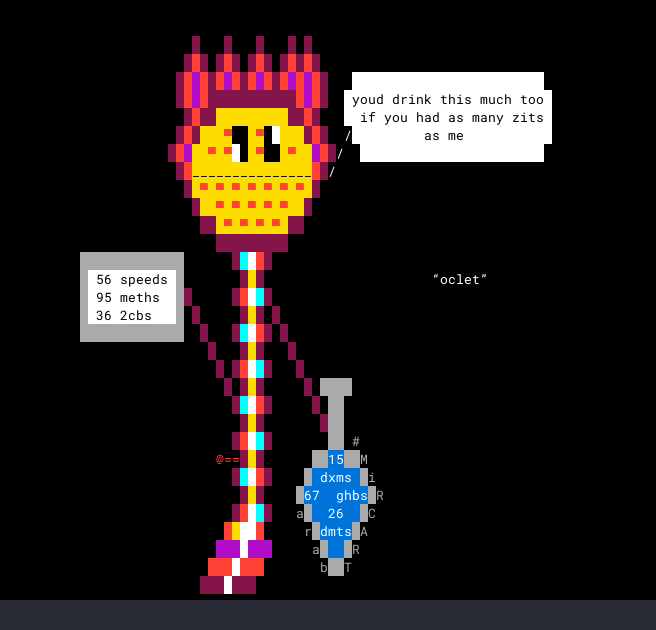 youd drink this much too
if you had as many zits
as me
/
/
/
-----------------
“oclet”
56 speeds
95 meths
36 2cbs
#
@==
15 M
dxms i
67 ghbs R
a 26 C
r dmts A
a R
b T